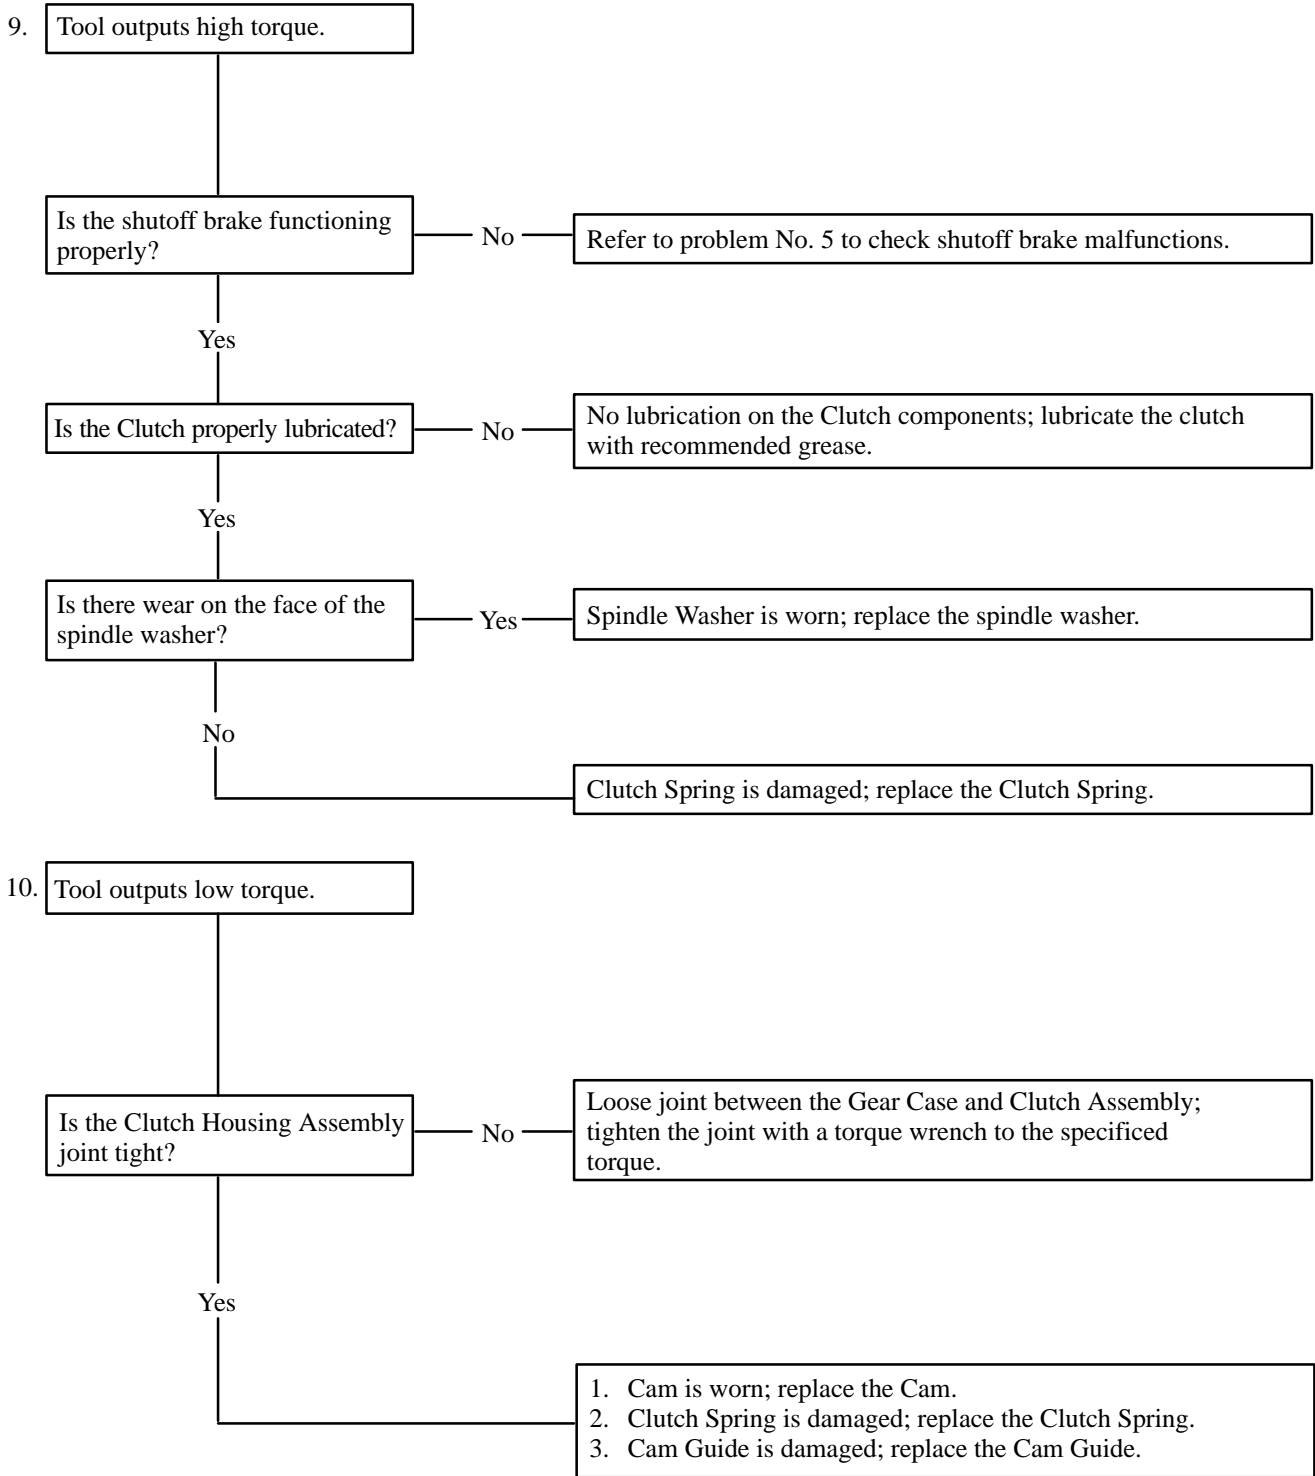 9. Tool outputs high torque.
Is the shutoff brake functioning
properly?
No
Refer to problem No. 5 to check shutoff brake malfunctions.
Yes
Is the Clutch properly lubricated?
No
No lubrication on the Clutch components; lubricate the clutch
with recommended grease.
Yes
Is there wear on the face of the
spindle washer?
Yes
Spindle Washer is worn; replace the spindle washer.
No
Clutch Spring is damaged; replace the Clutch Spring.
10. Tool outputs low torque.
Is the Clutch Housing Assembly
joint tight?
No
Loose joint between the Gear Case and Clutch Assembly;
tighten the joint with a torque wrench to the specificed
torque.
Yes
1. Cam is worn; replace the Cam.
2. Clutch Spring is damaged; replace the Clutch Spring.
3. Cam Guide is damaged; replace the Cam Guide.